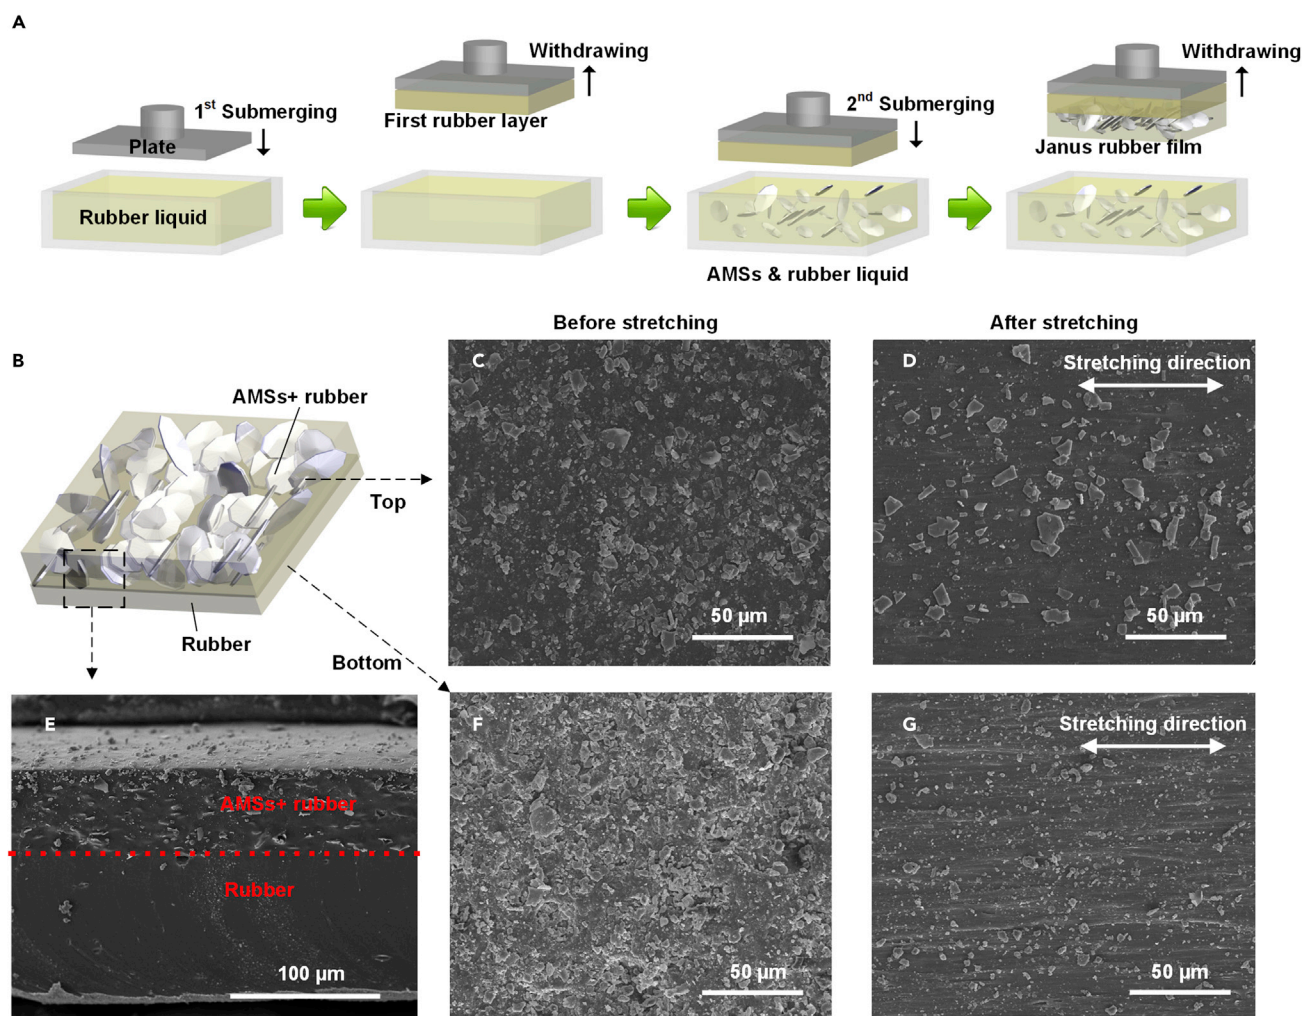 A
1st Submerging
Plate
Rubber liquid
Withdrawing
First rubber layer
2nd Submerging
AMSs & rubber liquid
Withdrawing
Janus rubber film
Before stretching
After stretching
B
AMSs+ rubber
Top
Rubber
Bottom
C
50 µm
D
Stretching direction
50 µm
E
AMSs+ rubber
Rubber
100 µm
F
50 µm
G
Stretching direction
50 µm